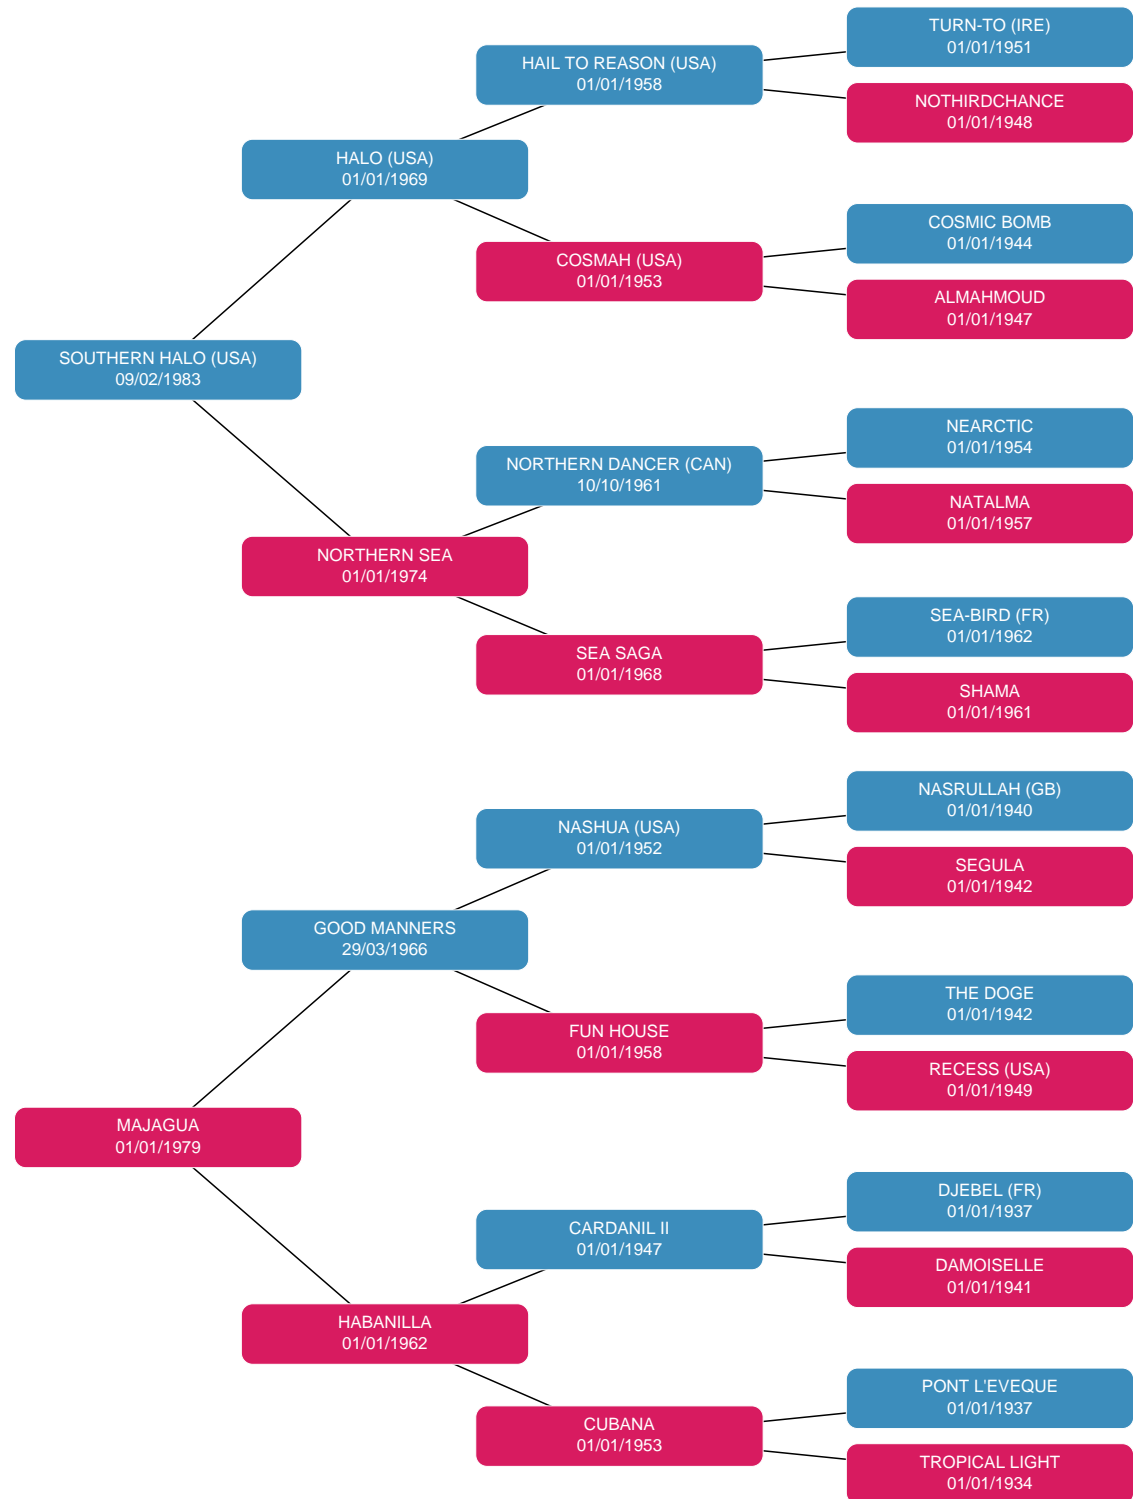 TURN-TO (IRE)
01/01/1951
HAIL TO REASON (USA)
01/01/1958
NOTHIRDCHANCE
01/01/1948
HALO (USA)
01/01/1969
COSMIC BOMB
01/01/1944
COSMAH (USA)
01/01/1953
ALMAHMOUD
01/01/1947
SOUTHERN HALO (USA)
09/02/1983
NEARCTIC
01/01/1954
NORTHERN DANCER (CAN)
10/10/1961
NATALMA
01/01/1957
NORTHERN SEA
01/01/1974
SEA-BIRD (FR)
01/01/1962
SEA SAGA
01/01/1968
SHAMA
01/01/1961
NASRULLAH (GB)
01/01/1940
NASHUA (USA)
01/01/1952
SEGULA
01/01/1942
GOOD MANNERS
29/03/1966
THE DOGE
01/01/1942
FUN HOUSE
01/01/1958
RECESS (USA)
01/01/1949
MAJAGUA
01/01/1979
DJEBEL (FR)
01/01/1937
CARDANIL II
01/01/1947
DAMOISELLE
01/01/1941
HABANILLA
01/01/1962
PONT L'EVEQUE
01/01/1937
CUBANA
01/01/1953
TROPICAL LIGHT
01/01/1934